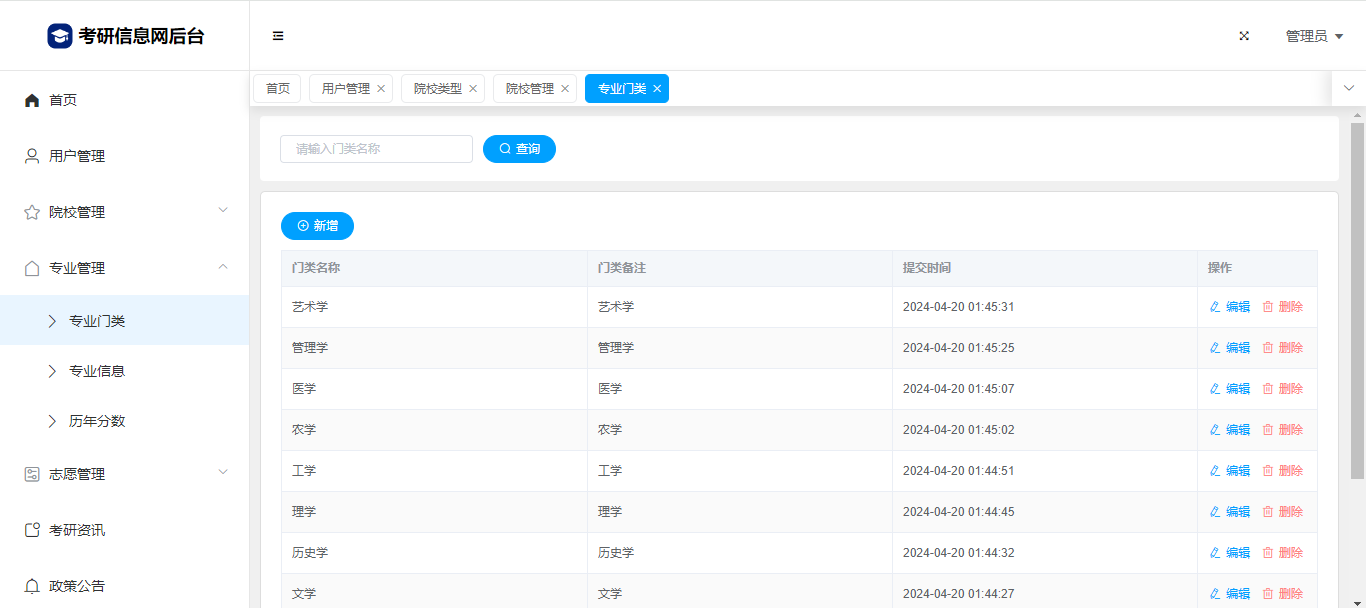 考研信息网后台
管理员
首页
用户管理
院校管理
专业管理
专业门类
专业信息
历年分数
志愿管理
考研资讯
政策公告
首页 用户管理 院校类型 院校管理 专业门类
请输入门类名称 查询
新增
门类名称 门类备注 提交时间 操作
艺术学 艺术学 2024-04-20 01:45:31 编辑 删除
管理学 管理学 2024-04-20 01:45:25 编辑 删除
医学 医学 2024-04-20 01:45:07 编辑 删除
农学 农学 2024-04-20 01:45:02 编辑 删除
工学 工学 2024-04-20 01:44:51 编辑 删除
理学 理学 2024-04-20 01:44:45 编辑 删除
历史学 历史学 2024-04-20 01:44:32 编辑 删除
文学 文学 2024-04-20 01:44:27 编辑 删除